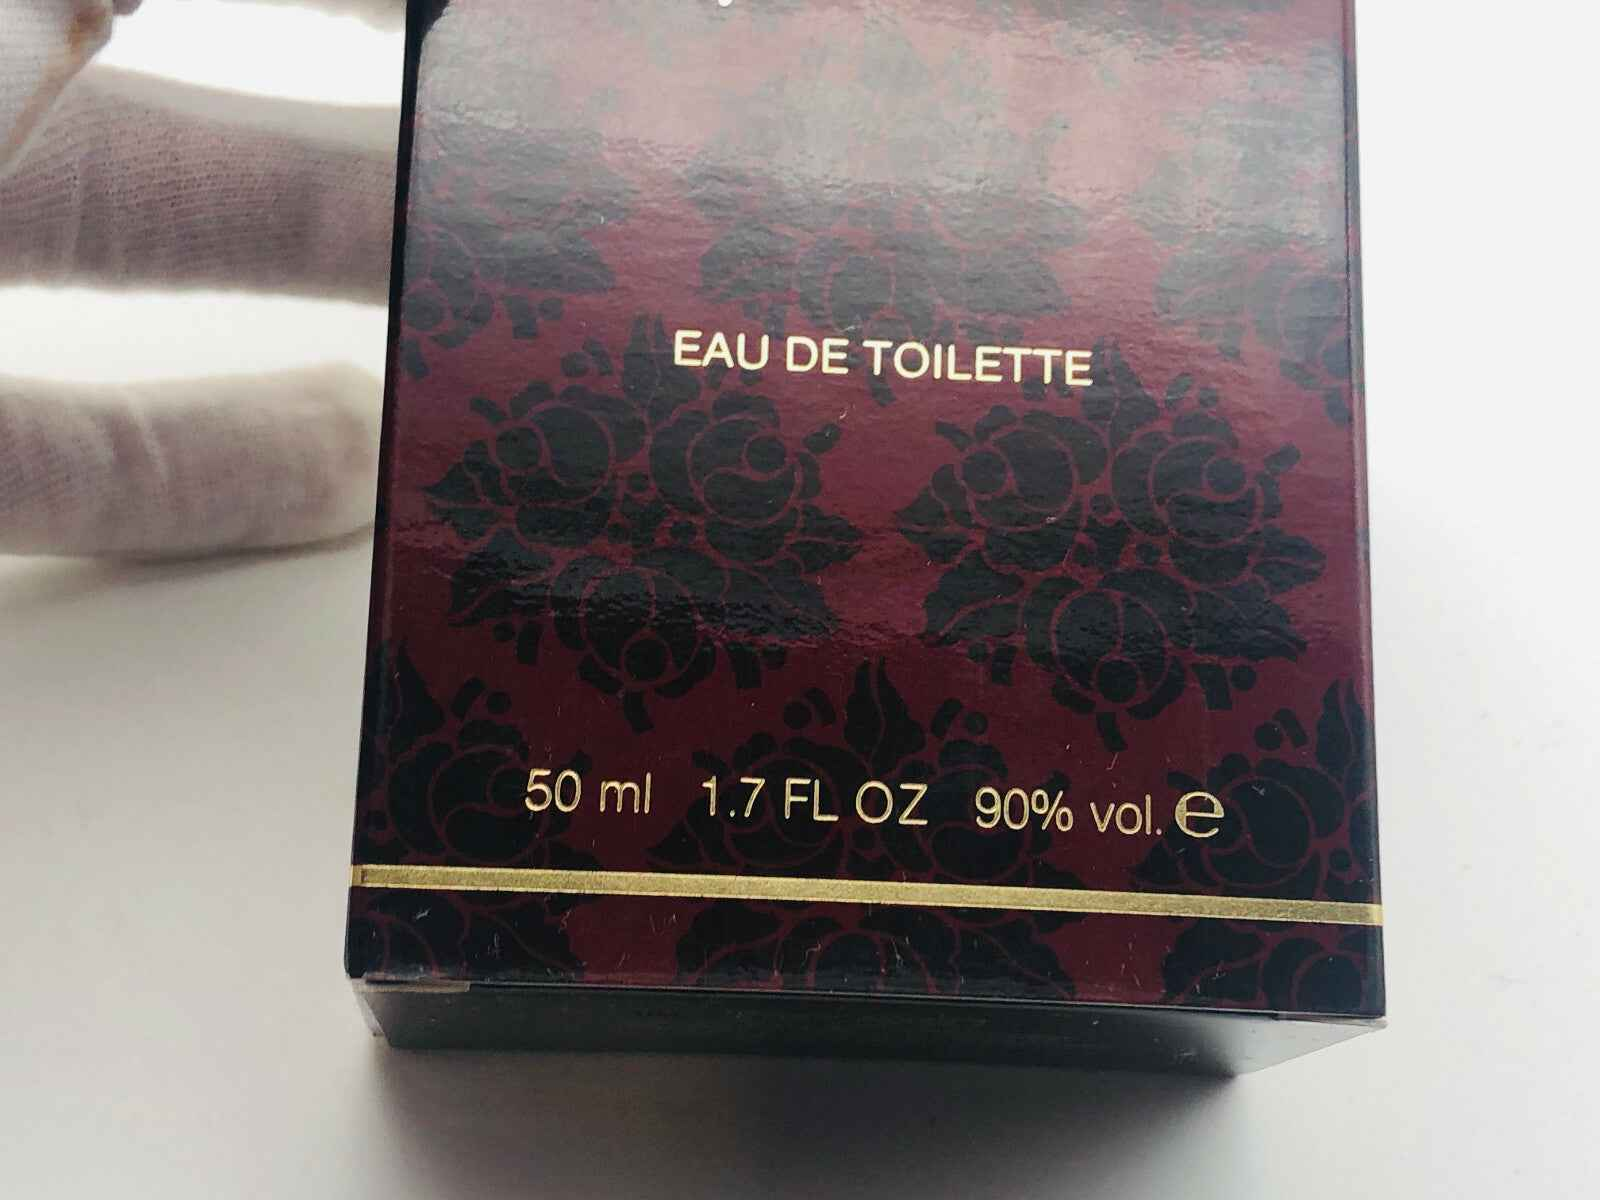 EAU DE TOILETTE
50 ml 1.7 FL OZ 90% vol. ℮